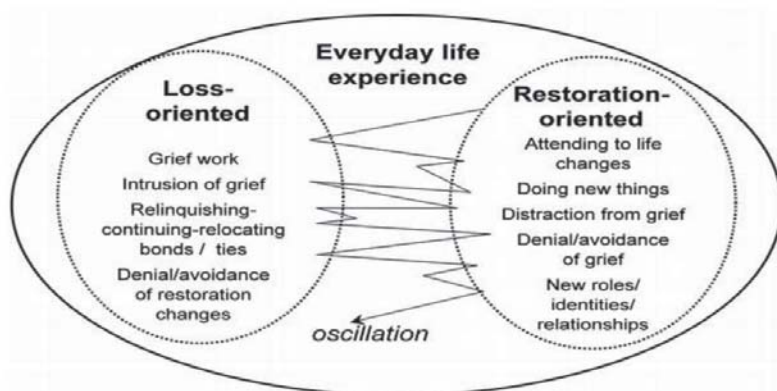 Everyday life
experience
Loss-
oriented
Grief work
Intrusion of grief
Relinquishing-
continuing-relocating
bonds / ties
Denial/avoidance
of restoration
changes
Restoration-
oriented
Attending to life
changes
Doing new things
Distraction from grief
Denial/avoidance
of grief
New roles/
identities/
relationships
oscillation